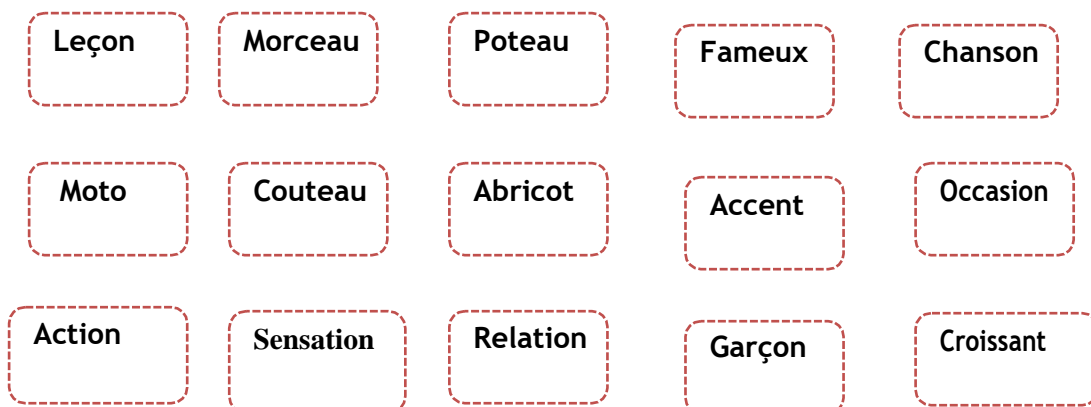 Leçon
Morceau
Poteau
Fameux
Chanson
Moto
Couteau
Abricot
Accent
Occasion
Action
Sensation
Relation
Garçon
Croissant